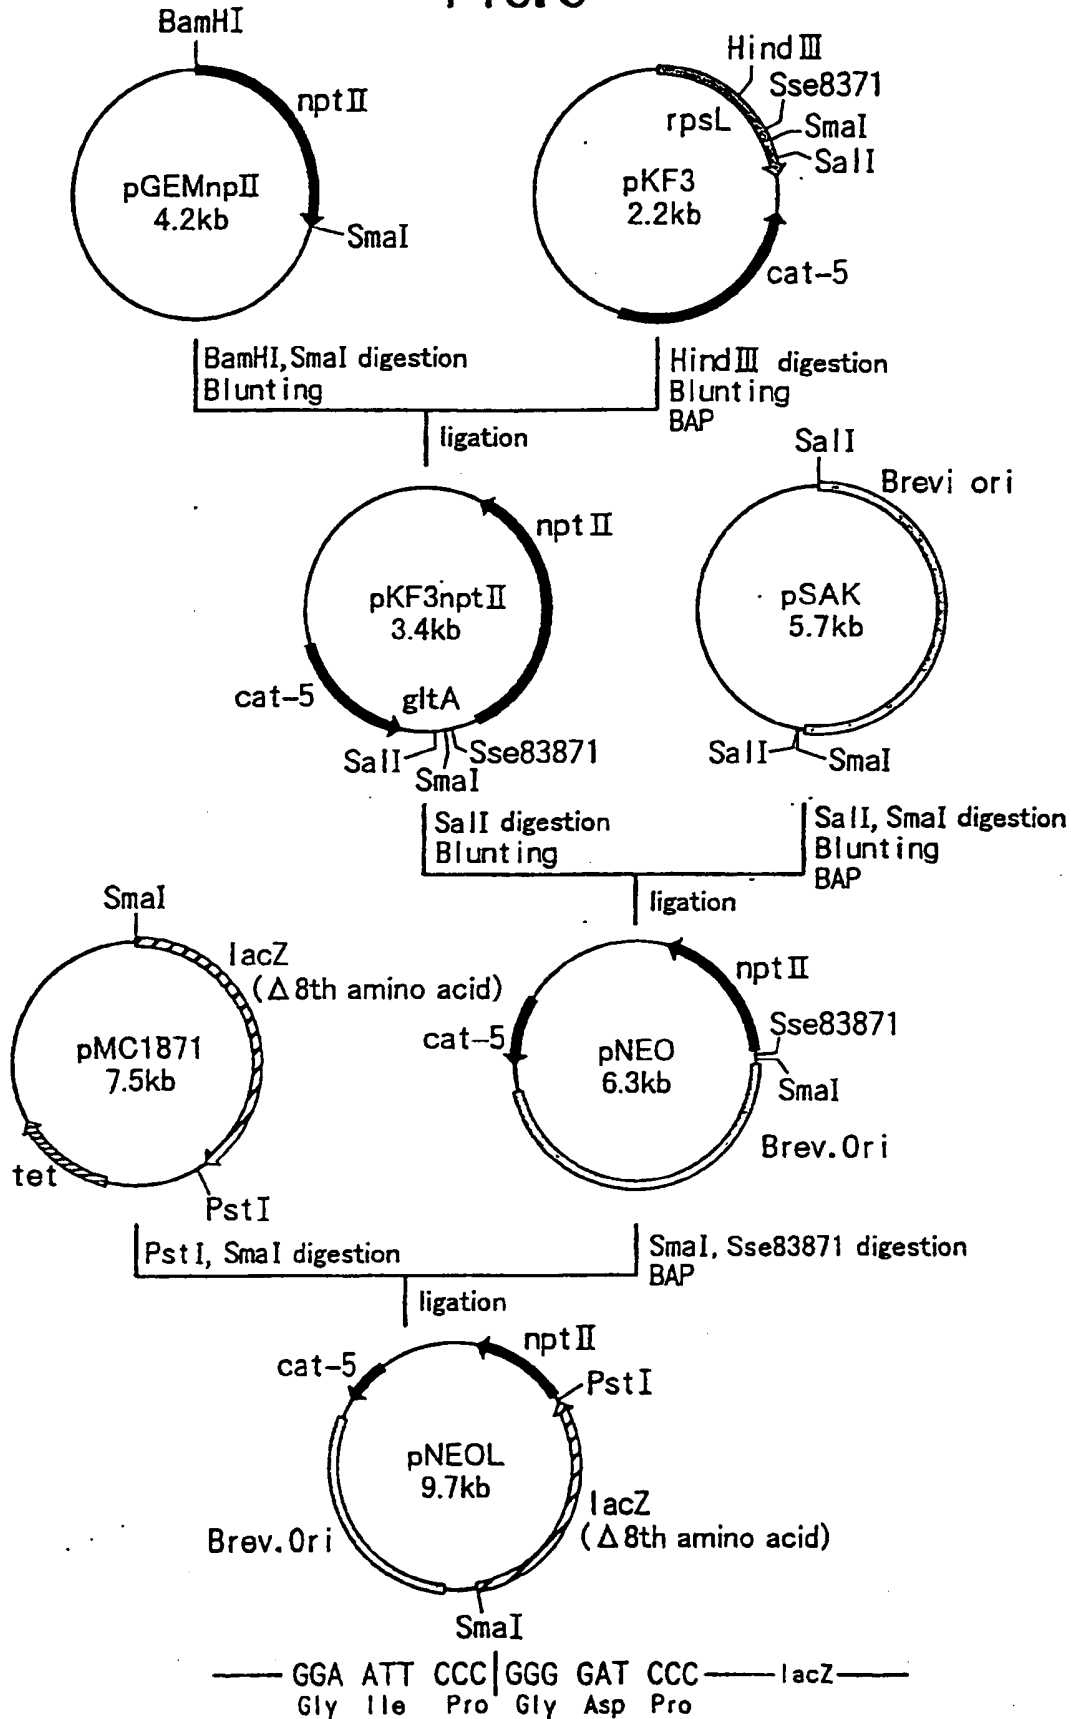 FIG. 6
BamHI
nptII
pGEMnpII
4.2kb
SmaI
HindIII
Sse8371
rpsL
SmaI
SalI
pKF3
2.2kb
cat-5
BamHI, SmaI digestion
Blunting
HindIII digestion
Blunting
BAP
ligation
SalI
Brevi ori
nptII
pKF3nptII
3.4kb
pSAK
5.7kb
cat-5
gltA
SalI
Sse83871
SmaI
SalI
SmaI
SalI digestion
Blunting
SalI, SmaI digestion
Blunting
BAP
ligation
SmaI
lacZ
(Δ8th amino acid)
nptII
cat-5
Sse83871
pMC1871
7.5kb
pNEO
6.3kb
SmaI
Brev.Ori
tet
PstI
PstI, SmaI digestion
SmaI, Sse83871 digestion
BAP
ligation
nptII
cat-5
PstI
pNEOL
9.7kb
lacZ
(Δ8th amino acid)
Brev.Ori
SmaI
GGA ATT CCC|GGG GAT CCC lacZ
Gly Ile Pro Gly Asp Pro